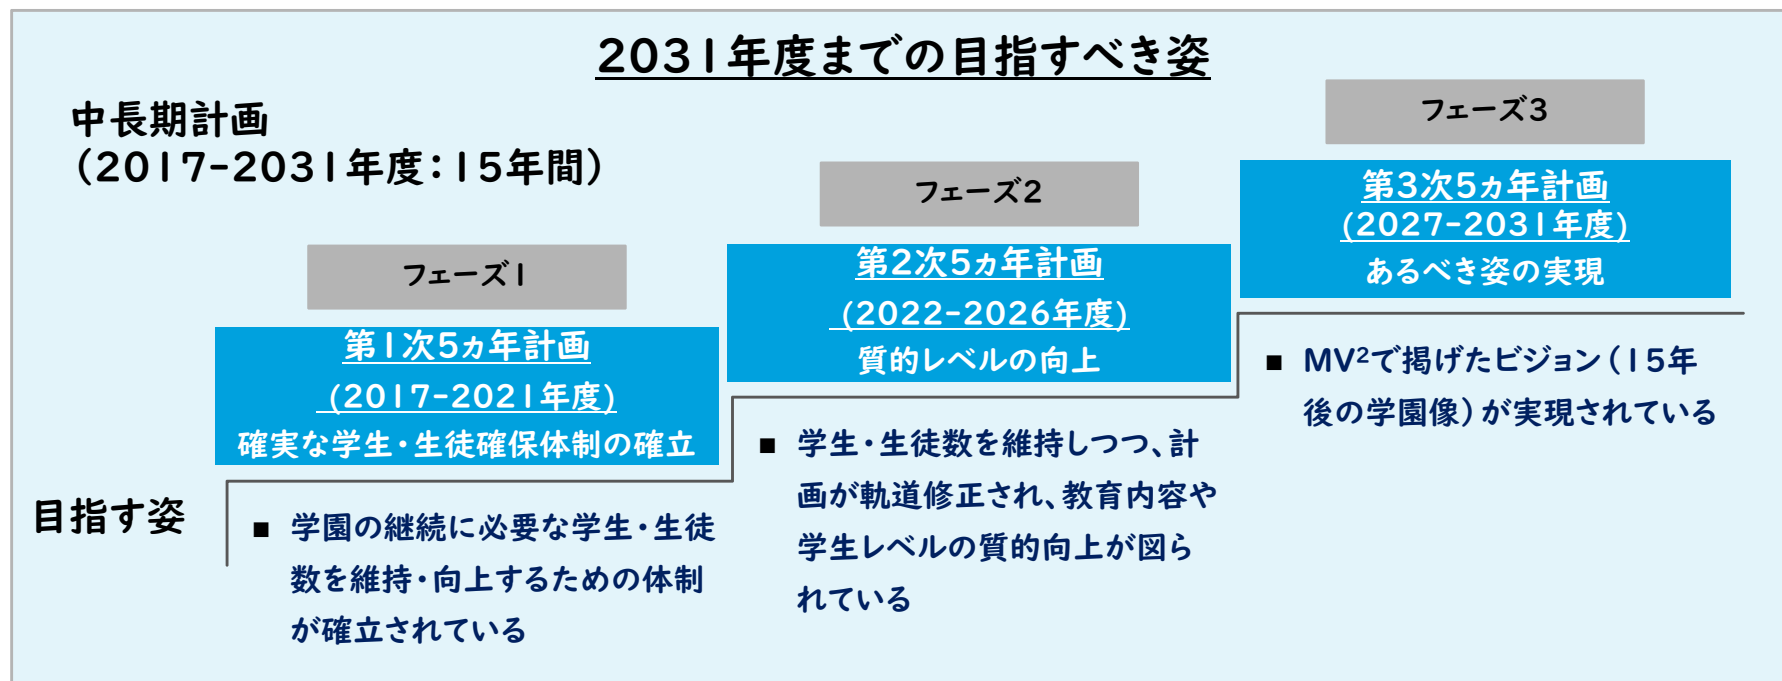 2031年度までの目指すべき姿
中長期計画
（2017-2031年度：15年間）
フェーズ1
第1次5ヵ年計画
(2017-2021年度)
確実な学生・生徒確保体制の確立
フェーズ2
第2次5ヵ年計画
(2022-2026年度)
質的レベルの向上
フェーズ3
第3次5ヵ年計画
(2027-2031年度)
あるべき姿の実現
目指す姿
■ 学園の継続に必要な学生・生徒
数を維持・向上するための体制
が確立されている
■ 学生・生徒数を維持しつつ、計
画が軌道修正され、教育内容や
学生レベルの質的向上が図ら
れている
■ MV²で掲げたビジョン（15年
後の学園像）が実現されている